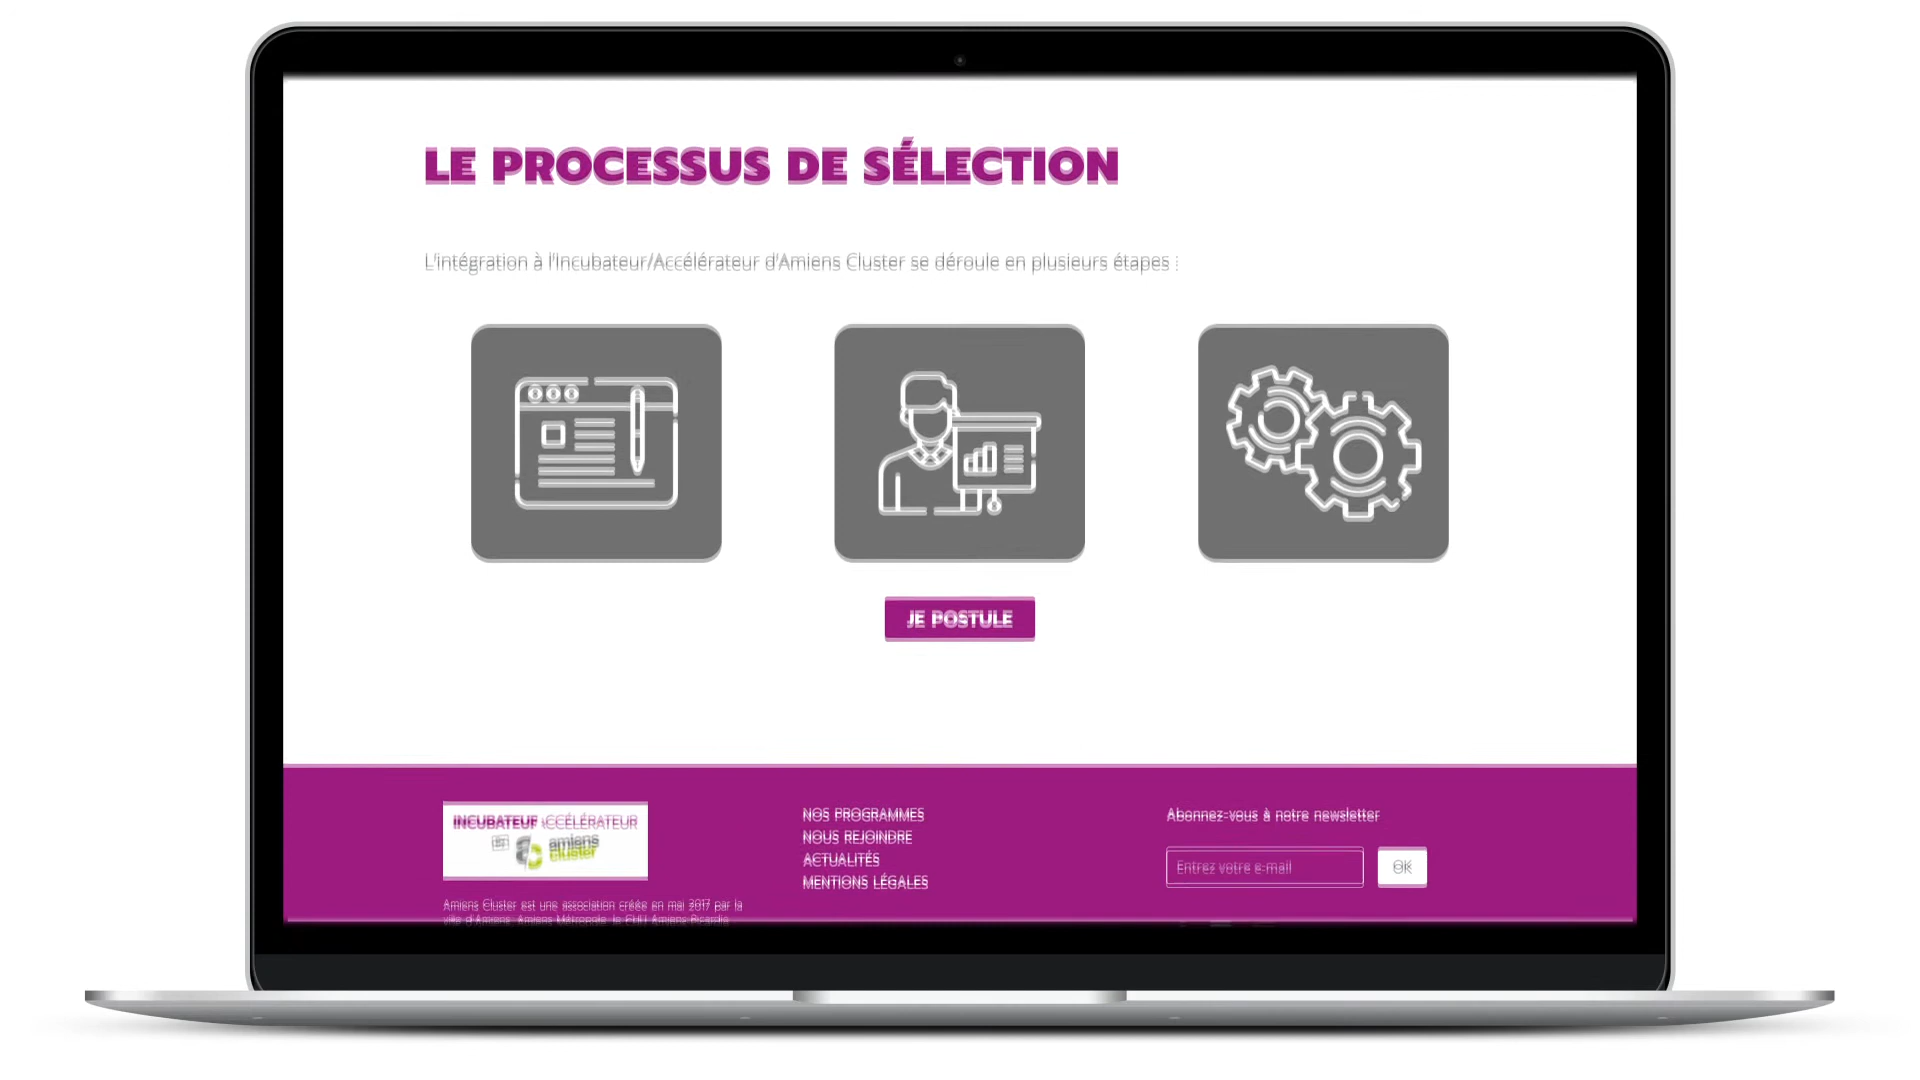 LE PROCESSUS DE SÉLECTION
L'intégration à l'Incubateur/Accélérateur d'Amiens Cluster se déroule en plusieurs étapes :
JE POSTULE
INCUBATEUR ACCÉLÉRATEUR
amiens
cluster
Amiens Cluster est une association créée en mai 2017 par la
ville d'Amiens, Amiens Métropole, le CHU Amiens Picardie
NOS PROGRAMMES
NOUS REJOINDRE
ACTUALITÉS
MENTIONS LÉGALES
Abonnez-vous à notre newsletter
Entrez votre e-mail
OK